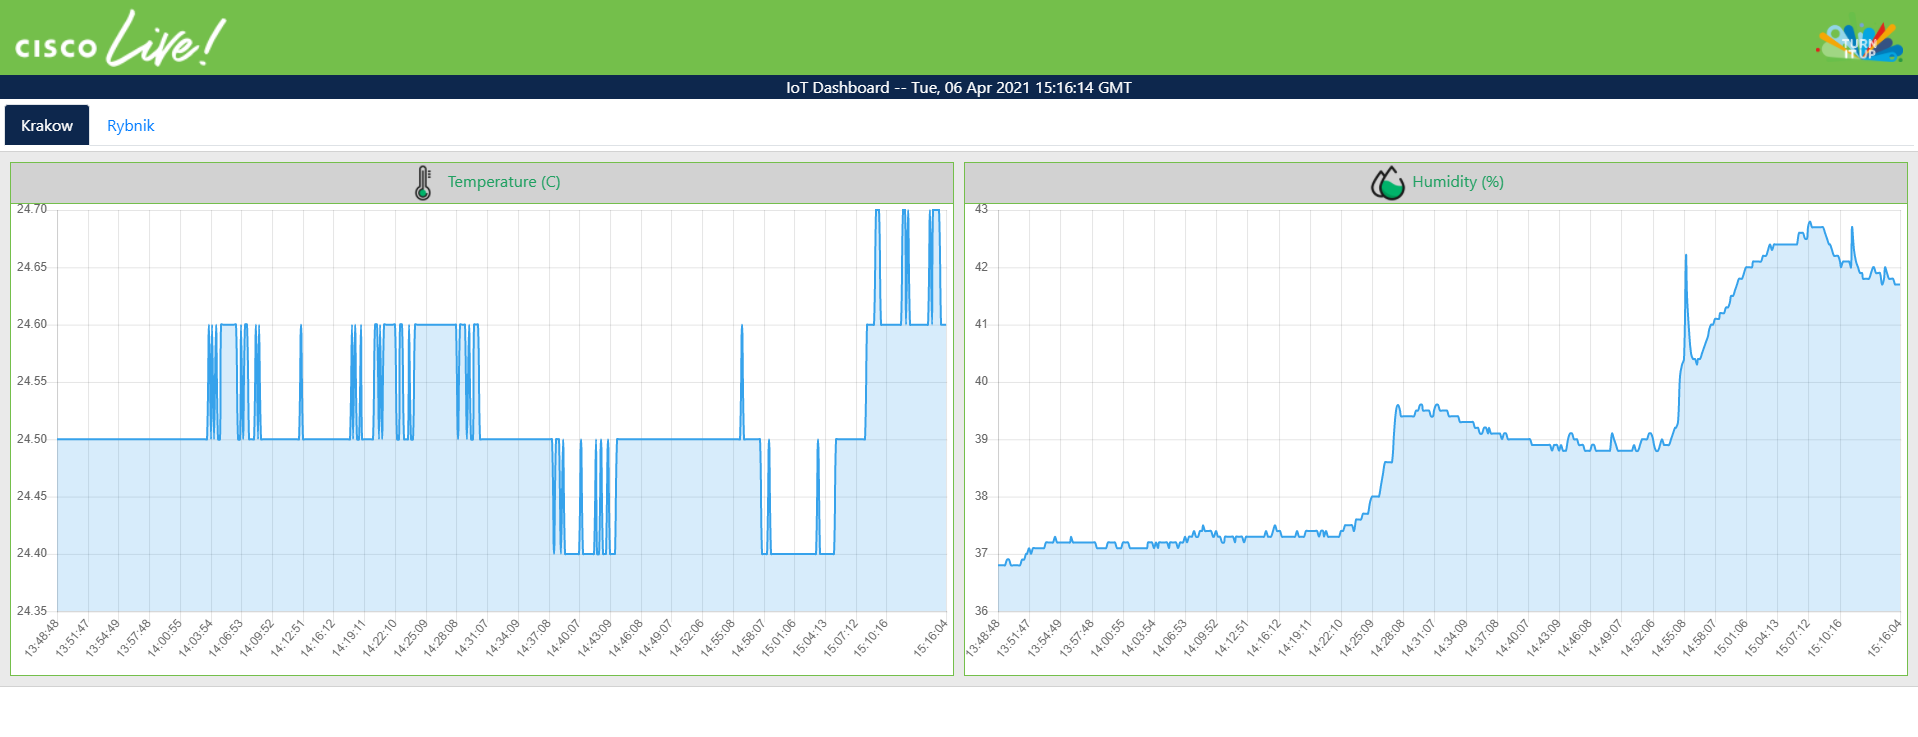 CISCO Live!
TURN
IT UP
IoT Dashboard -- Tue, 06 Apr 2021 15:16:14 GMT
Krakow Rybnik
Temperature (C)
24.70
24.65
24.60
24.55
24.50
24.45
24.40
24.35
13:48:48 13:51:47 13:54:49 13:57:48 14:00:55 14:03:54 14:06:53 14:09:52 14:12:51 14:16:12 14:19:11 14:22:10 14:25:09 14:28:08 14:31:07 14:34:09 14:37:08 14:40:07 14:43:09 14:46:08 14:49:07 14:52:06 14:55:08 14:58:07 15:01:06 15:04:13 15:07:12 15:10:16 15:16:04
Humidity (%)
43
42
41
40
39
38
37
36
13:48:48 13:51:47 13:54:49 13:57:48 14:00:55 14:03:54 14:06:53 14:09:52 14:12:51 14:16:12 14:19:11 14:22:10 14:25:09 14:28:08 14:31:07 14:34:09 14:37:08 14:40:07 14:43:09 14:46:08 14:49:07 14:52:06 14:55:08 14:58:07 15:01:06 15:04:13 15:07:12 15:10:16 15:16:04